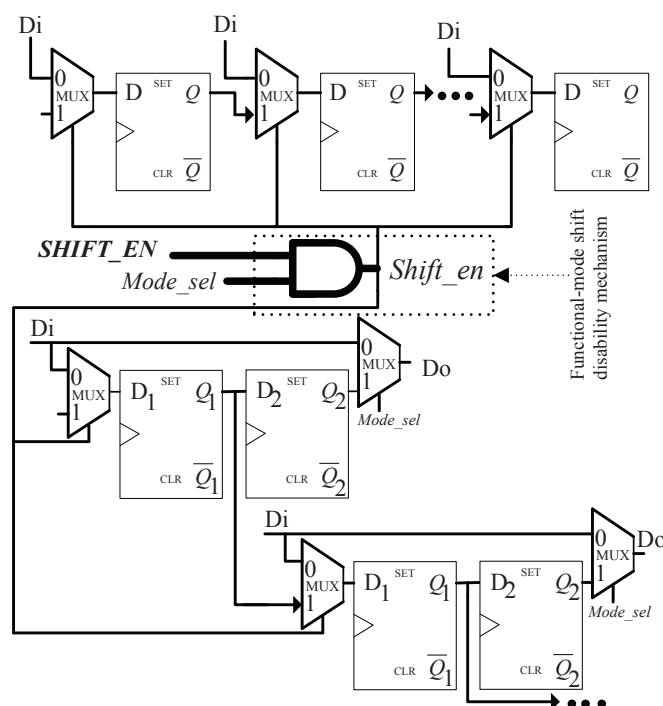 Di
Di
Di
0
MUX
1
D
SET
Q
CLR
Q
0
MUX
1
D
SET
Q
CLR
Q
0
MUX
1
D
SET
Q
CLR
Q
SHIFT_EN
Mode_sel
Shift_en
Functional-mode shift
disability mechanism
Di
0
MUX
1
D1
SET
Q1
CLR
Q1
D2
SET
Q2
CLR
Q2
0
MUX
1
Do
Mode_sel
Di
0
MUX
1
D1
SET
Q1
CLR
Q1
D2
SET
Q2
CLR
Q2
0
MUX
1
Do
Mode_sel